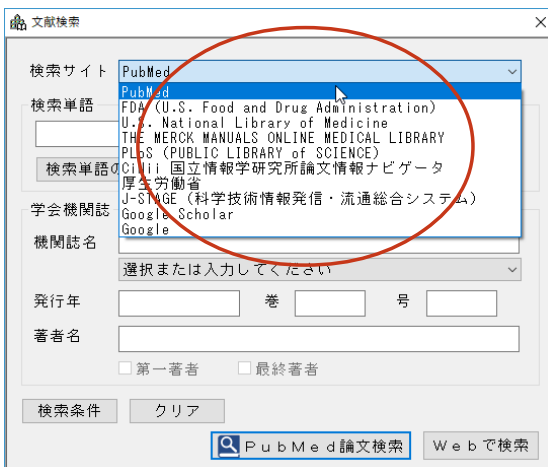 文献検索
検索サイト PubMed
PubMed
検索単語
FDA (U.S. Food and Drug Administration)
U.S. National Library of Medicine
THE MERCK MANUALS ONLINE MEDICAL LIBRARY
PLoS (PUBLIC LIBRARY of SCIENCE)
検索単語の
CiNii 国立情報学研究所論文情報ナビゲータ
厚生労働省
学会機関誌
J-STAGE (科学技術情報発信・流通総合システム)
Google Scholar
Google
機関誌名
選択または入力してください
発行年 巻 号
著者名
第一著者 最終著者
検索条件 クリア
PubMed論文検索 Webで検索